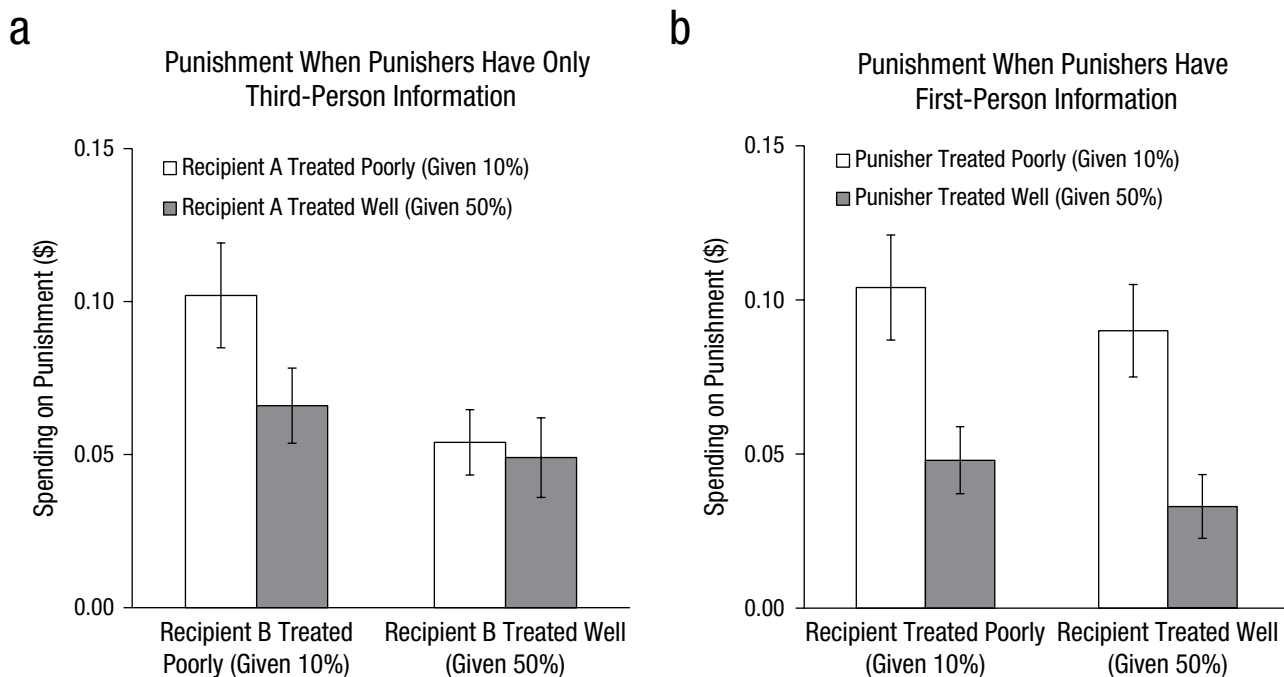 a
Punishment When Punishers Have Only
Third-Person Information
Recipient A Treated Poorly (Given 10%)
Recipient A Treated Well (Given 50%)
Spending on Punishment ($)
0.15
0.10
0.05
0.00
Recipient B Treated
Poorly (Given 10%)
Recipient B Treated Well
(Given 50%)
b
Punishment When Punishers Have
First-Person Information
Punisher Treated Poorly (Given 10%)
Punisher Treated Well (Given 50%)
Spending on Punishment ($)
0.15
0.10
0.05
0.00
Recipient Treated Poorly
(Given 10%)
Recipient Treated Well
(Given 50%)